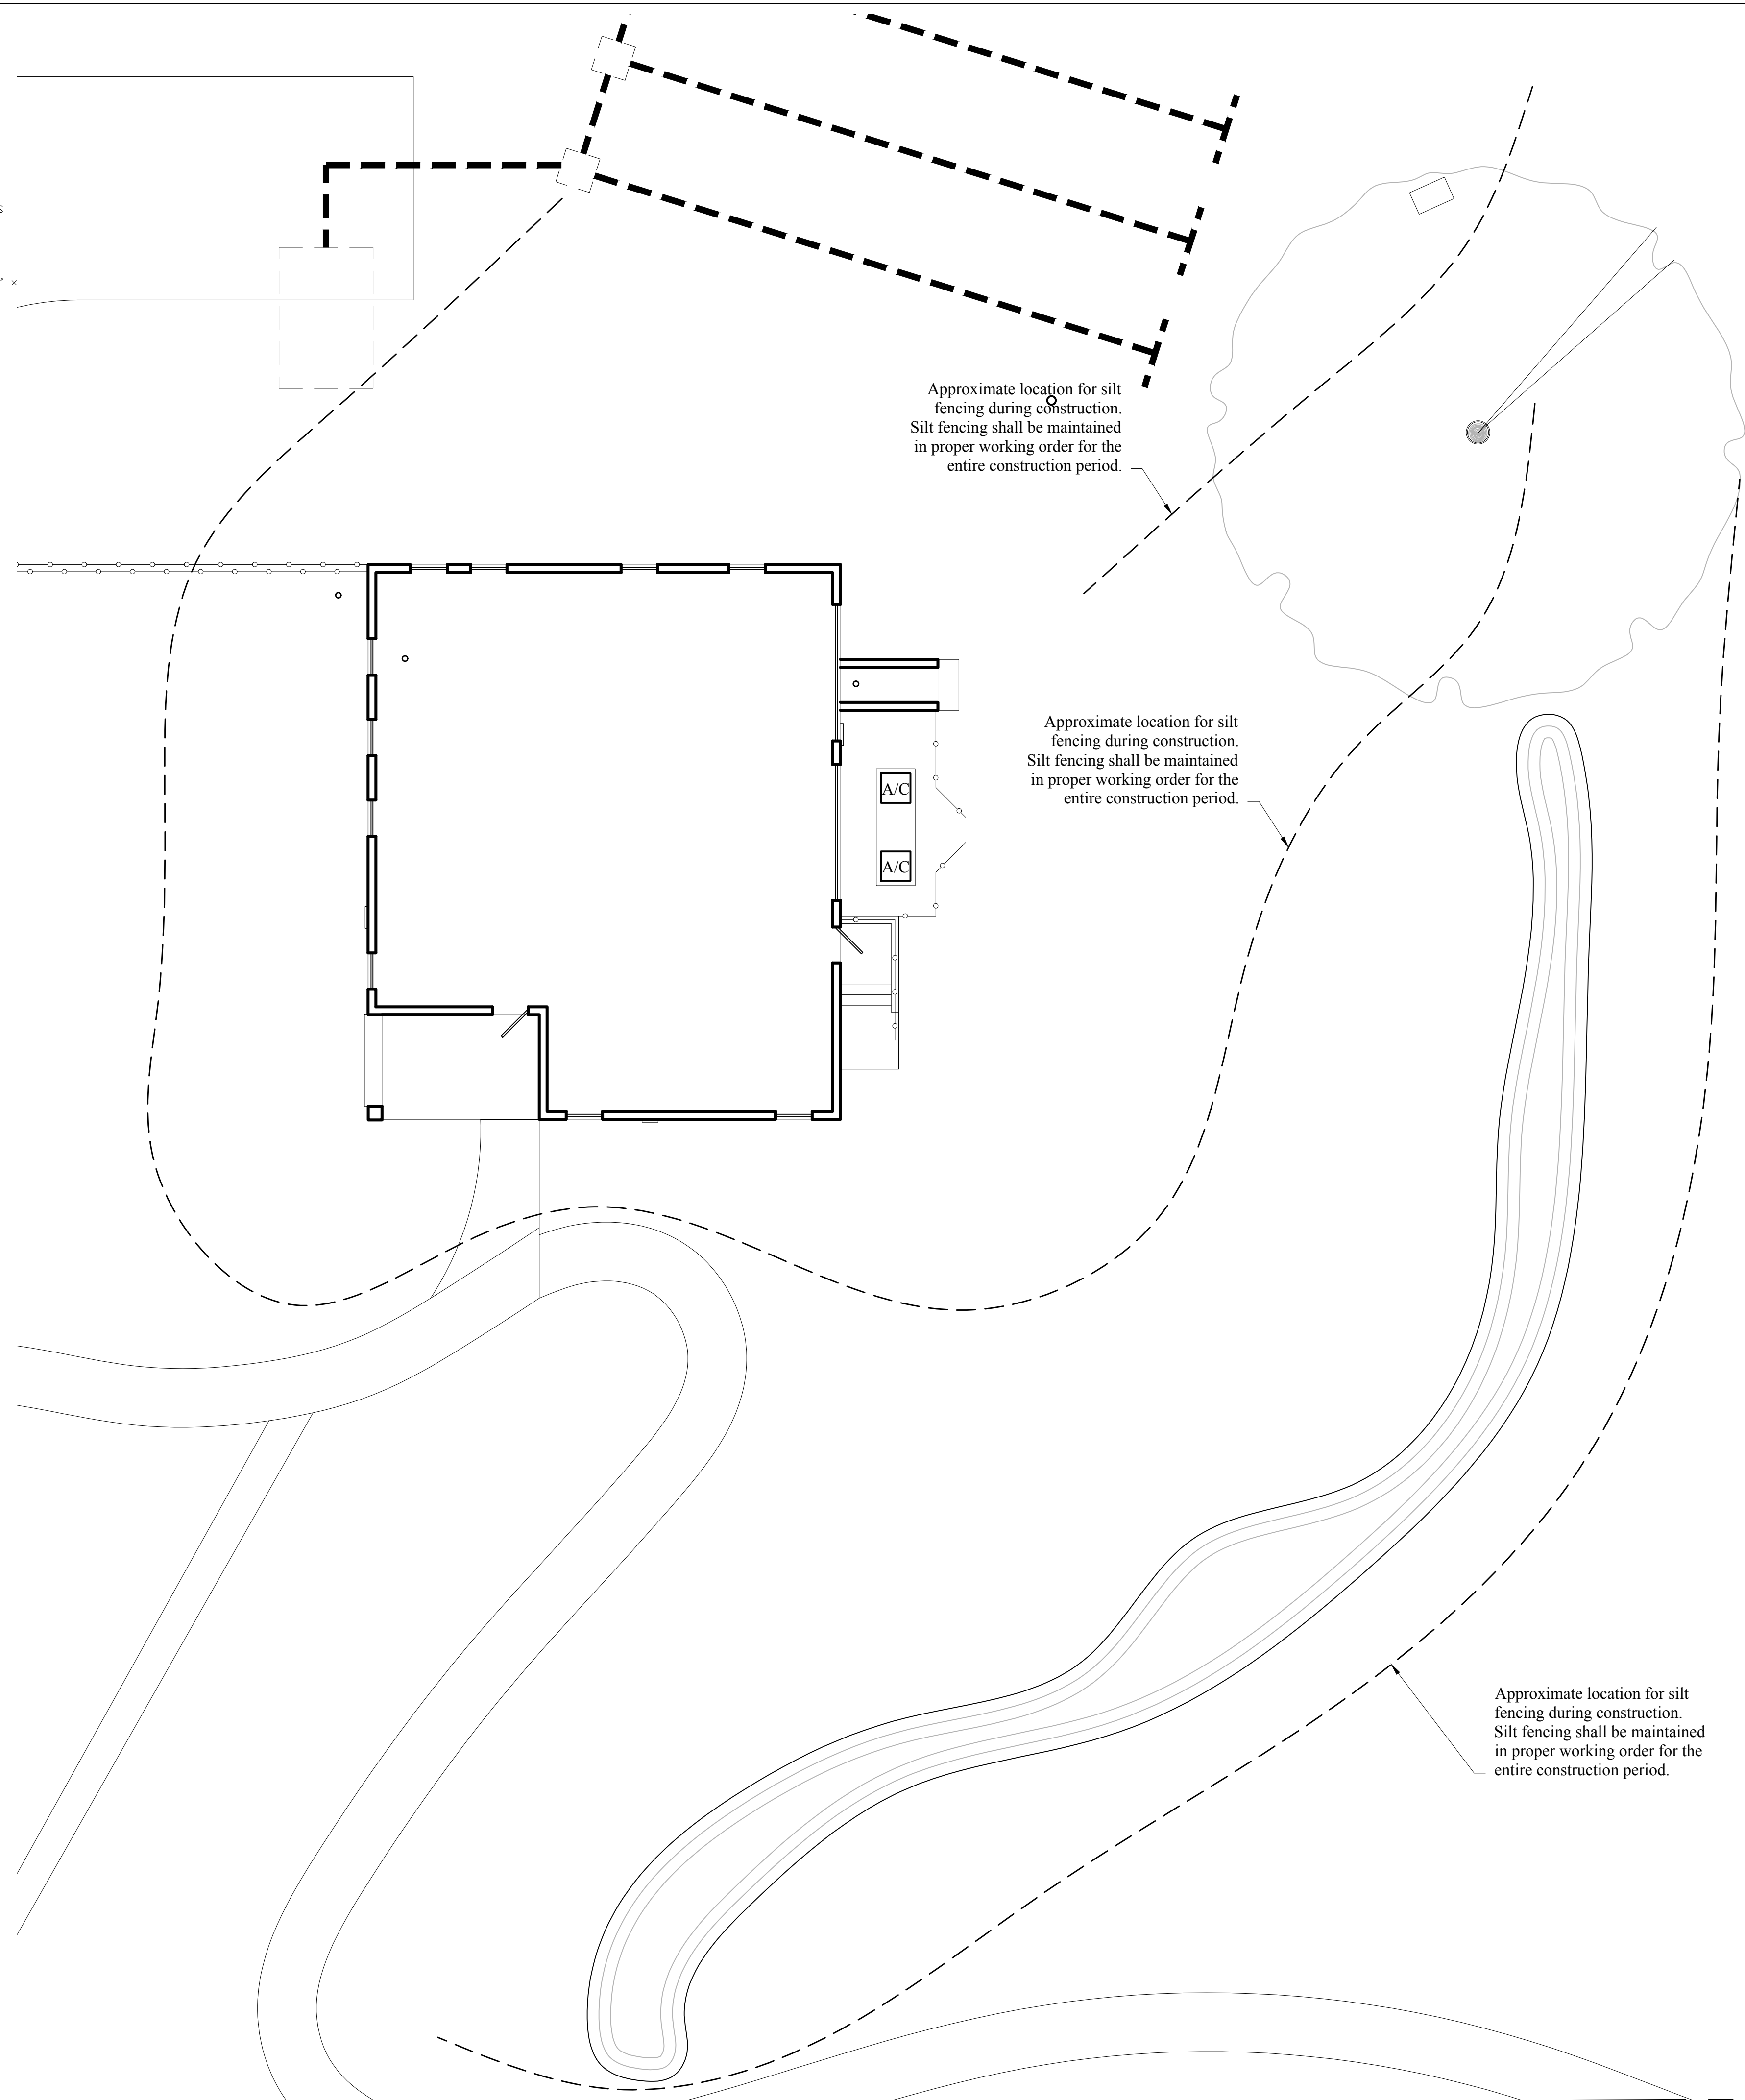 Approximate location for silt
fencing during construction.
Silt fencing shall be maintained
in proper working order for the
entire construction period.
Approximate location for silt
fencing during construction.
Silt fencing shall be maintained
in proper working order for the
entire construction period.
A/C
A/C
Approximate location for silt
fencing during construction.
Silt fencing shall be maintained
in proper working order for the
entire construction period.